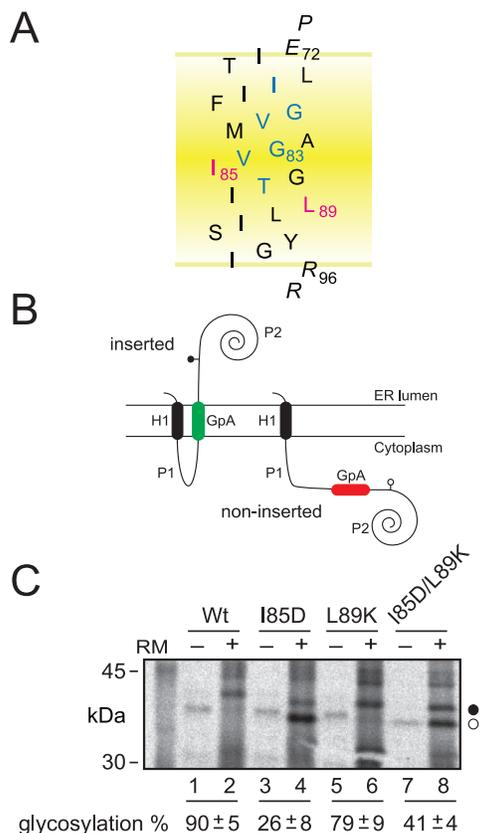 A
P
E72
I
T
L
I
I
F
V
G
M
A
G83
V
I85
G
T
I
L89
L
I
S
Y
G
I
R96
R
B
P2
inserted
ER lumen
H1
GpA
H1
Cytoplasm
P1
P1
GpA
non-inserted
P2
C
Wt I85D L89K I85D/L89K
RM – + – + – + – +
45
kDa
30
1 2 3 4 5 6 7 8
glycosylation % 90±5 26±8 79±9 41±4